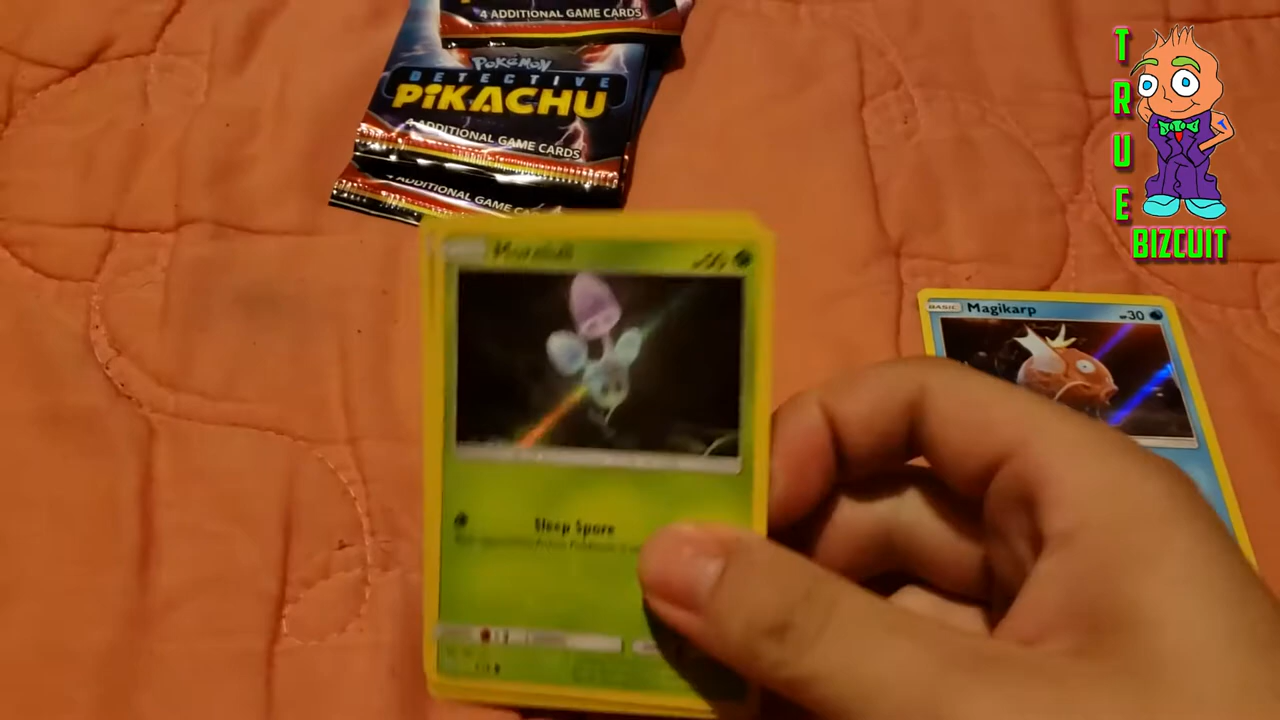 4 ADDITIONAL GAME CARDS
POKéMON
DETECTIVE
PiKACHU
4 ADDITIONAL GAME CARDS
4 ADDITIONAL GAME
TRUE
BIZCUIT
BASIC Magikarp 30
Morelull
Sleep Spore